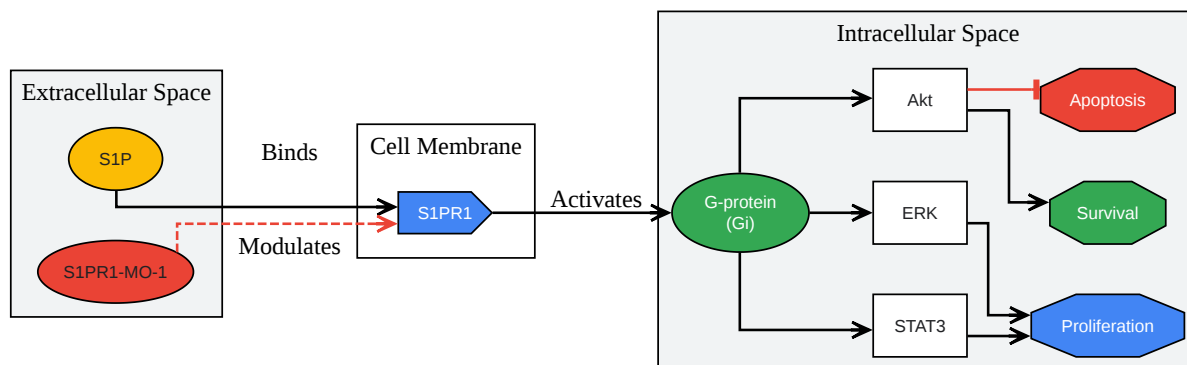 Extracellular Space
S1P
S1PR1-MO-1
Binds
Modulates
Cell Membrane
S1PR1
Activates
Intracellular Space
G-protein
(Gi)
Akt
ERK
STAT3
Apoptosis
Survival
Proliferation